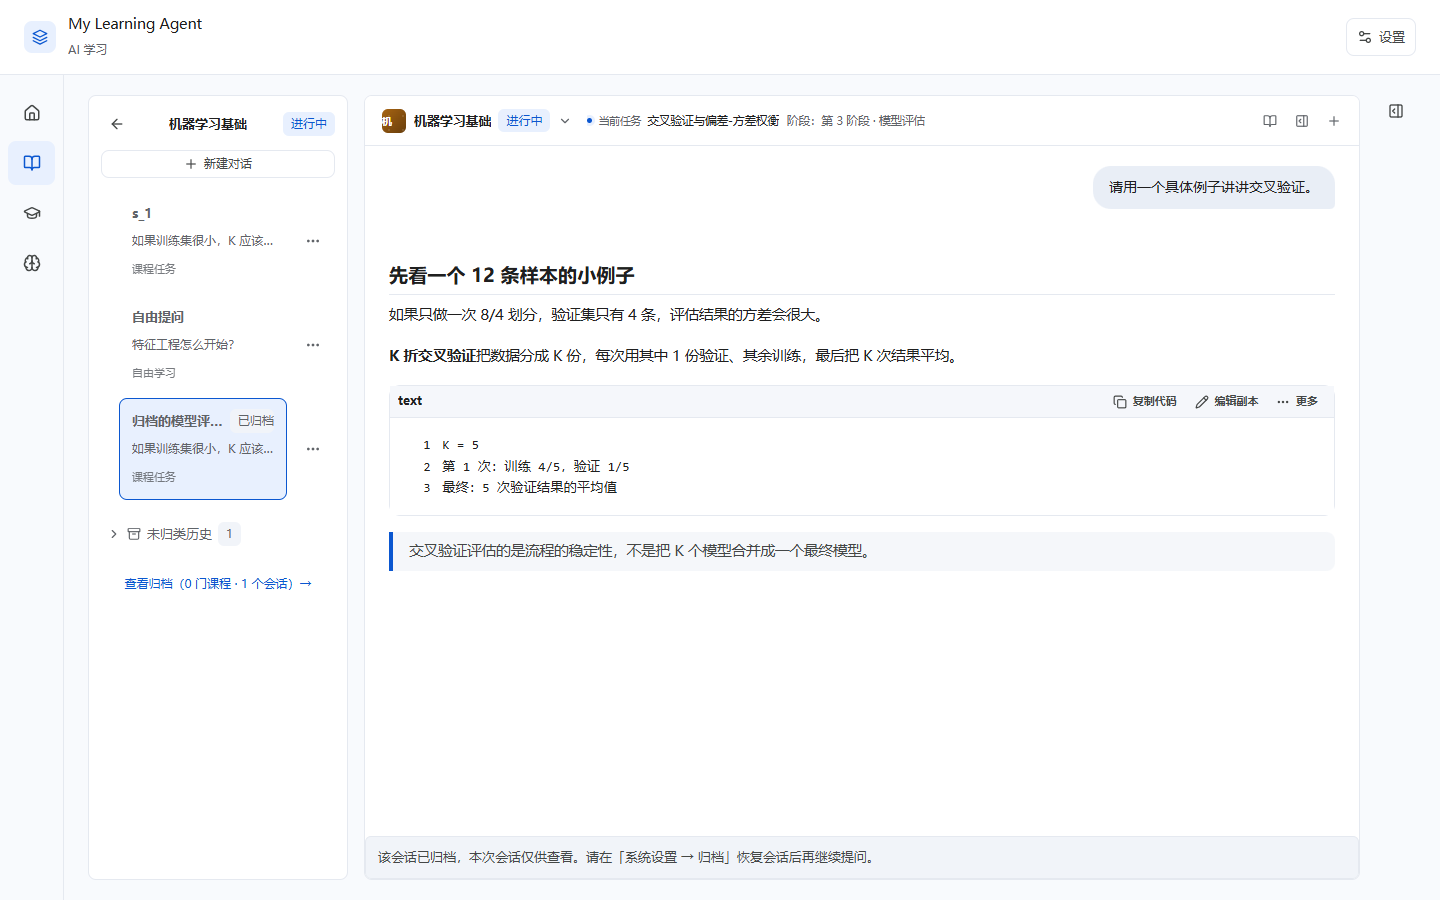 My Learning Agent
AI 学习
设置
机器学习基础
进行中
新建对话
s_1
如果训练集很小，K 应该...
课程任务
自由提问
特征工程怎么开始？
自由学习
归档的模型评...
已归档
如果训练集很小，K 应该...
课程任务
未归类历史
1
查看归档（0 门课程 · 1 个会话）→
机
机器学习基础
进行中
当前任务
交叉验证与偏差-方差权衡
阶段：第 3 阶段 · 模型评估
请用一个具体例子讲讲交叉验证。
先看一个 12 条样本的小例子
如果只做一次 8/4 划分，验证集只有 4 条，评估结果的方差会很大。
K 折交叉验证把数据分成 K 份，每次用其中 1 份验证、其余训练，最后把 K 次结果平均。
text
复制代码
编辑副本
更多
1 K = 5
2 第 1 次：训练 4/5，验证 1/5
3 最终：5 次验证结果的平均值
交叉验证评估的是流程的稳定性，不是把 K 个模型合并成一个最终模型。
该会话已归档，本次会话仅供查看。请在「系统设置 → 归档」恢复会话后再继续提问。